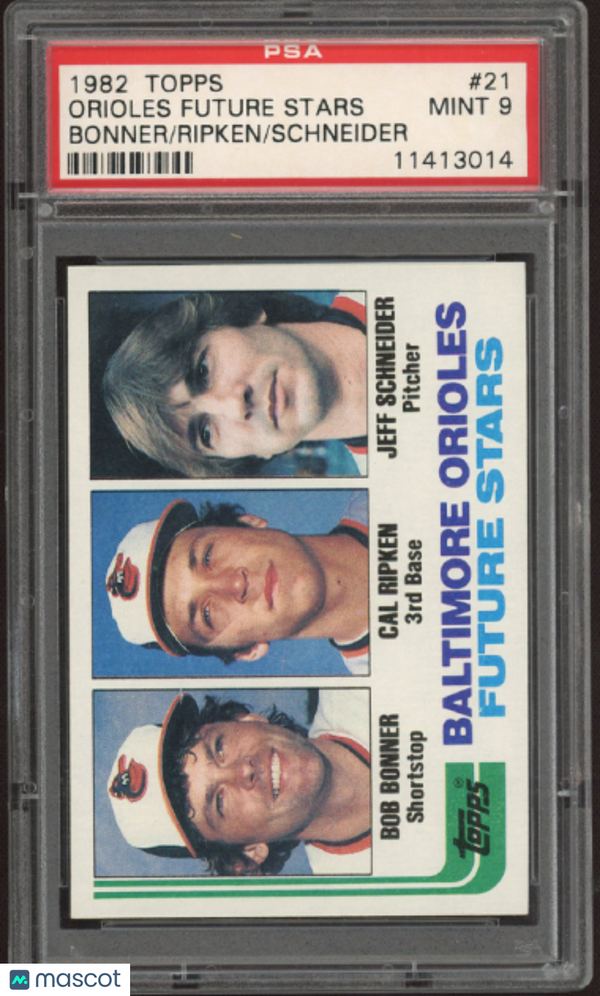 PSA
1982 TOPPS #21
ORIOLES FUTURE STARS MINT 9
BONNER/RIPKEN/SCHNEIDER
11413014
JEFF SCHNEIDER
Pitcher
CAL RIPKEN
3rd Base
BOB BONNER
Shortstop
BALTIMORE ORIOLES
FUTURE STARS
TOPPS®
mascot